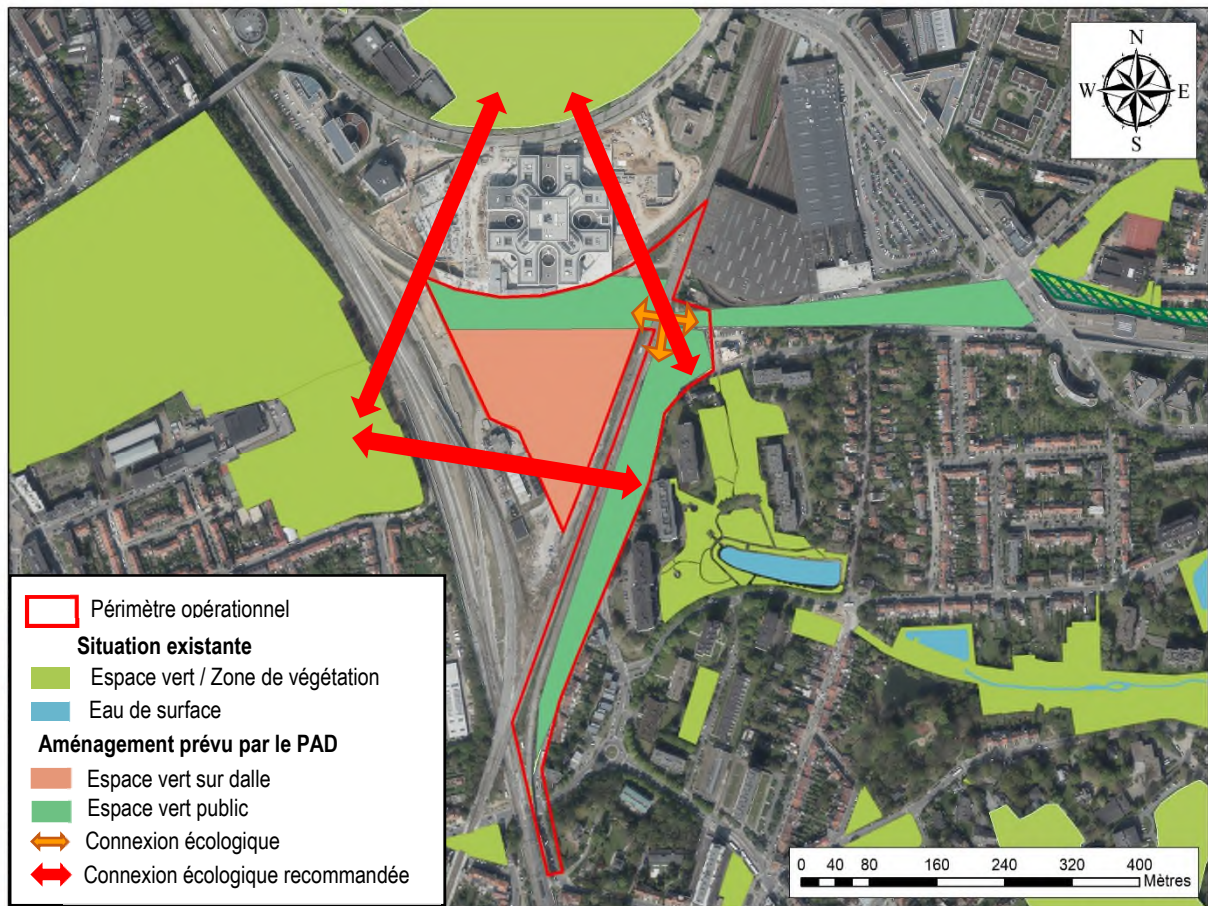 N
W E
S
Périmètre opérationnel
Situation existante
Espace vert / Zone de végétation
Eau de surface
Aménagement prévu par le PAD
Espace vert sur dalle
Espace vert public
Connexion écologique
Connexion écologique recommandée
0 40 80 160 240 320 400
Mètres